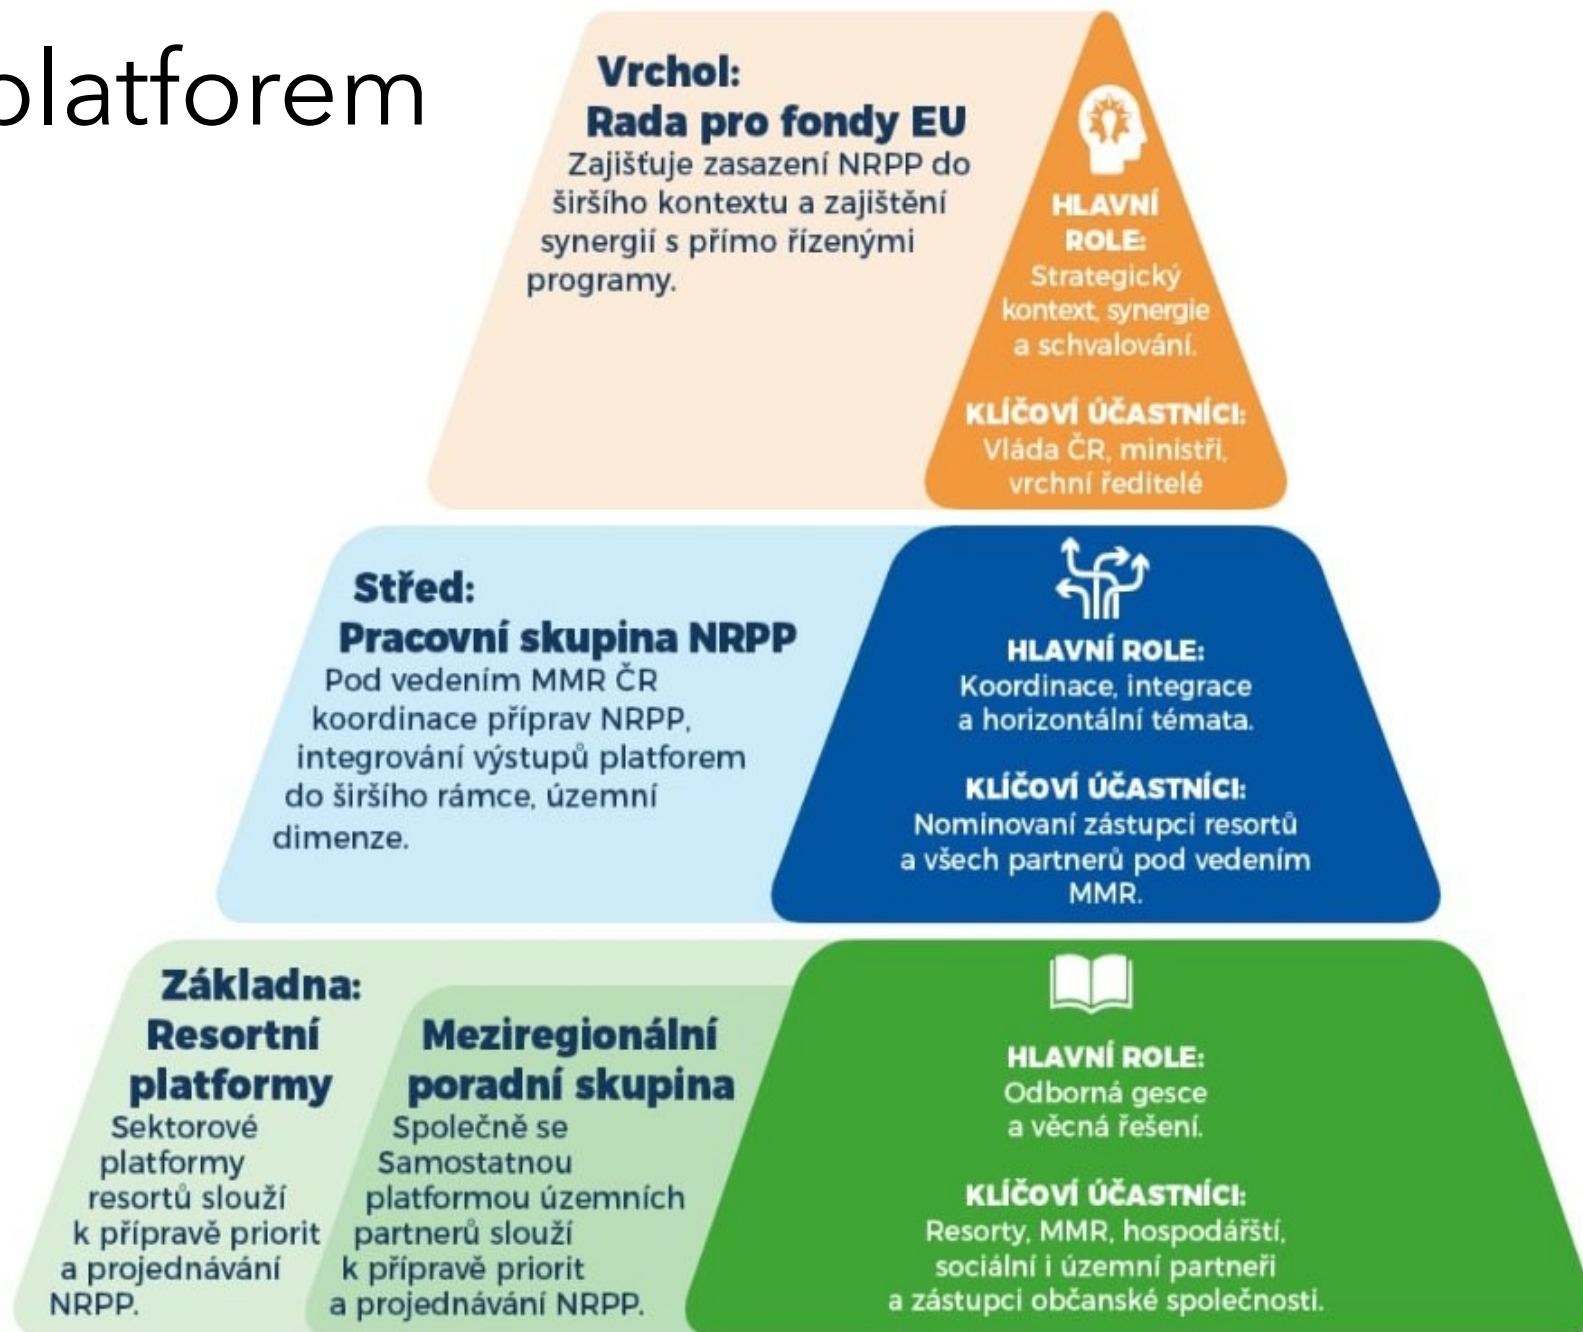 platforem
Vrchol:
Rada pro fondy EU
Zajišťuje zasazení NRPP do
širšího kontextu a zajištění
synergií s přímo řízenými
programy.
HLAVNÍ
ROLE:
Strategický
kontext, synergie
a schvalování.
KLÍČOVÍ ÚČASTNÍCI:
Vláda ČR, ministři,
vrchní ředitelé
Střed:
Pracovní skupina NRPP
Pod vedením MMR ČR
koordinace příprav NRPP,
integrování výstupů platforem
do širšího rámce, územní
dimenze.
HLAVNÍ ROLE:
Koordinace, integrace
a horizontální témata.
KLÍČOVÍ ÚČASTNÍCI:
Nominovaní zástupci resortů
a všech partnerů pod vedením
MMR.
Základna:
Resortní
platformy
Sektorové
platformy
resortů slouží
k přípravě priorit
a projednávání
NRPP.
Meziregionální
poradní skupina
Společně se
Samostatnou
platformou územních
partnerů slouží
k přípravě priorit
a projednávání NRPP.
HLAVNÍ ROLE:
Odborná gesce
a věcná řešení.
KLÍČOVÍ ÚČASTNÍCI:
Resorty, MMR, hospodářští,
sociální i územní partneři
a zástupci občanské společnosti.